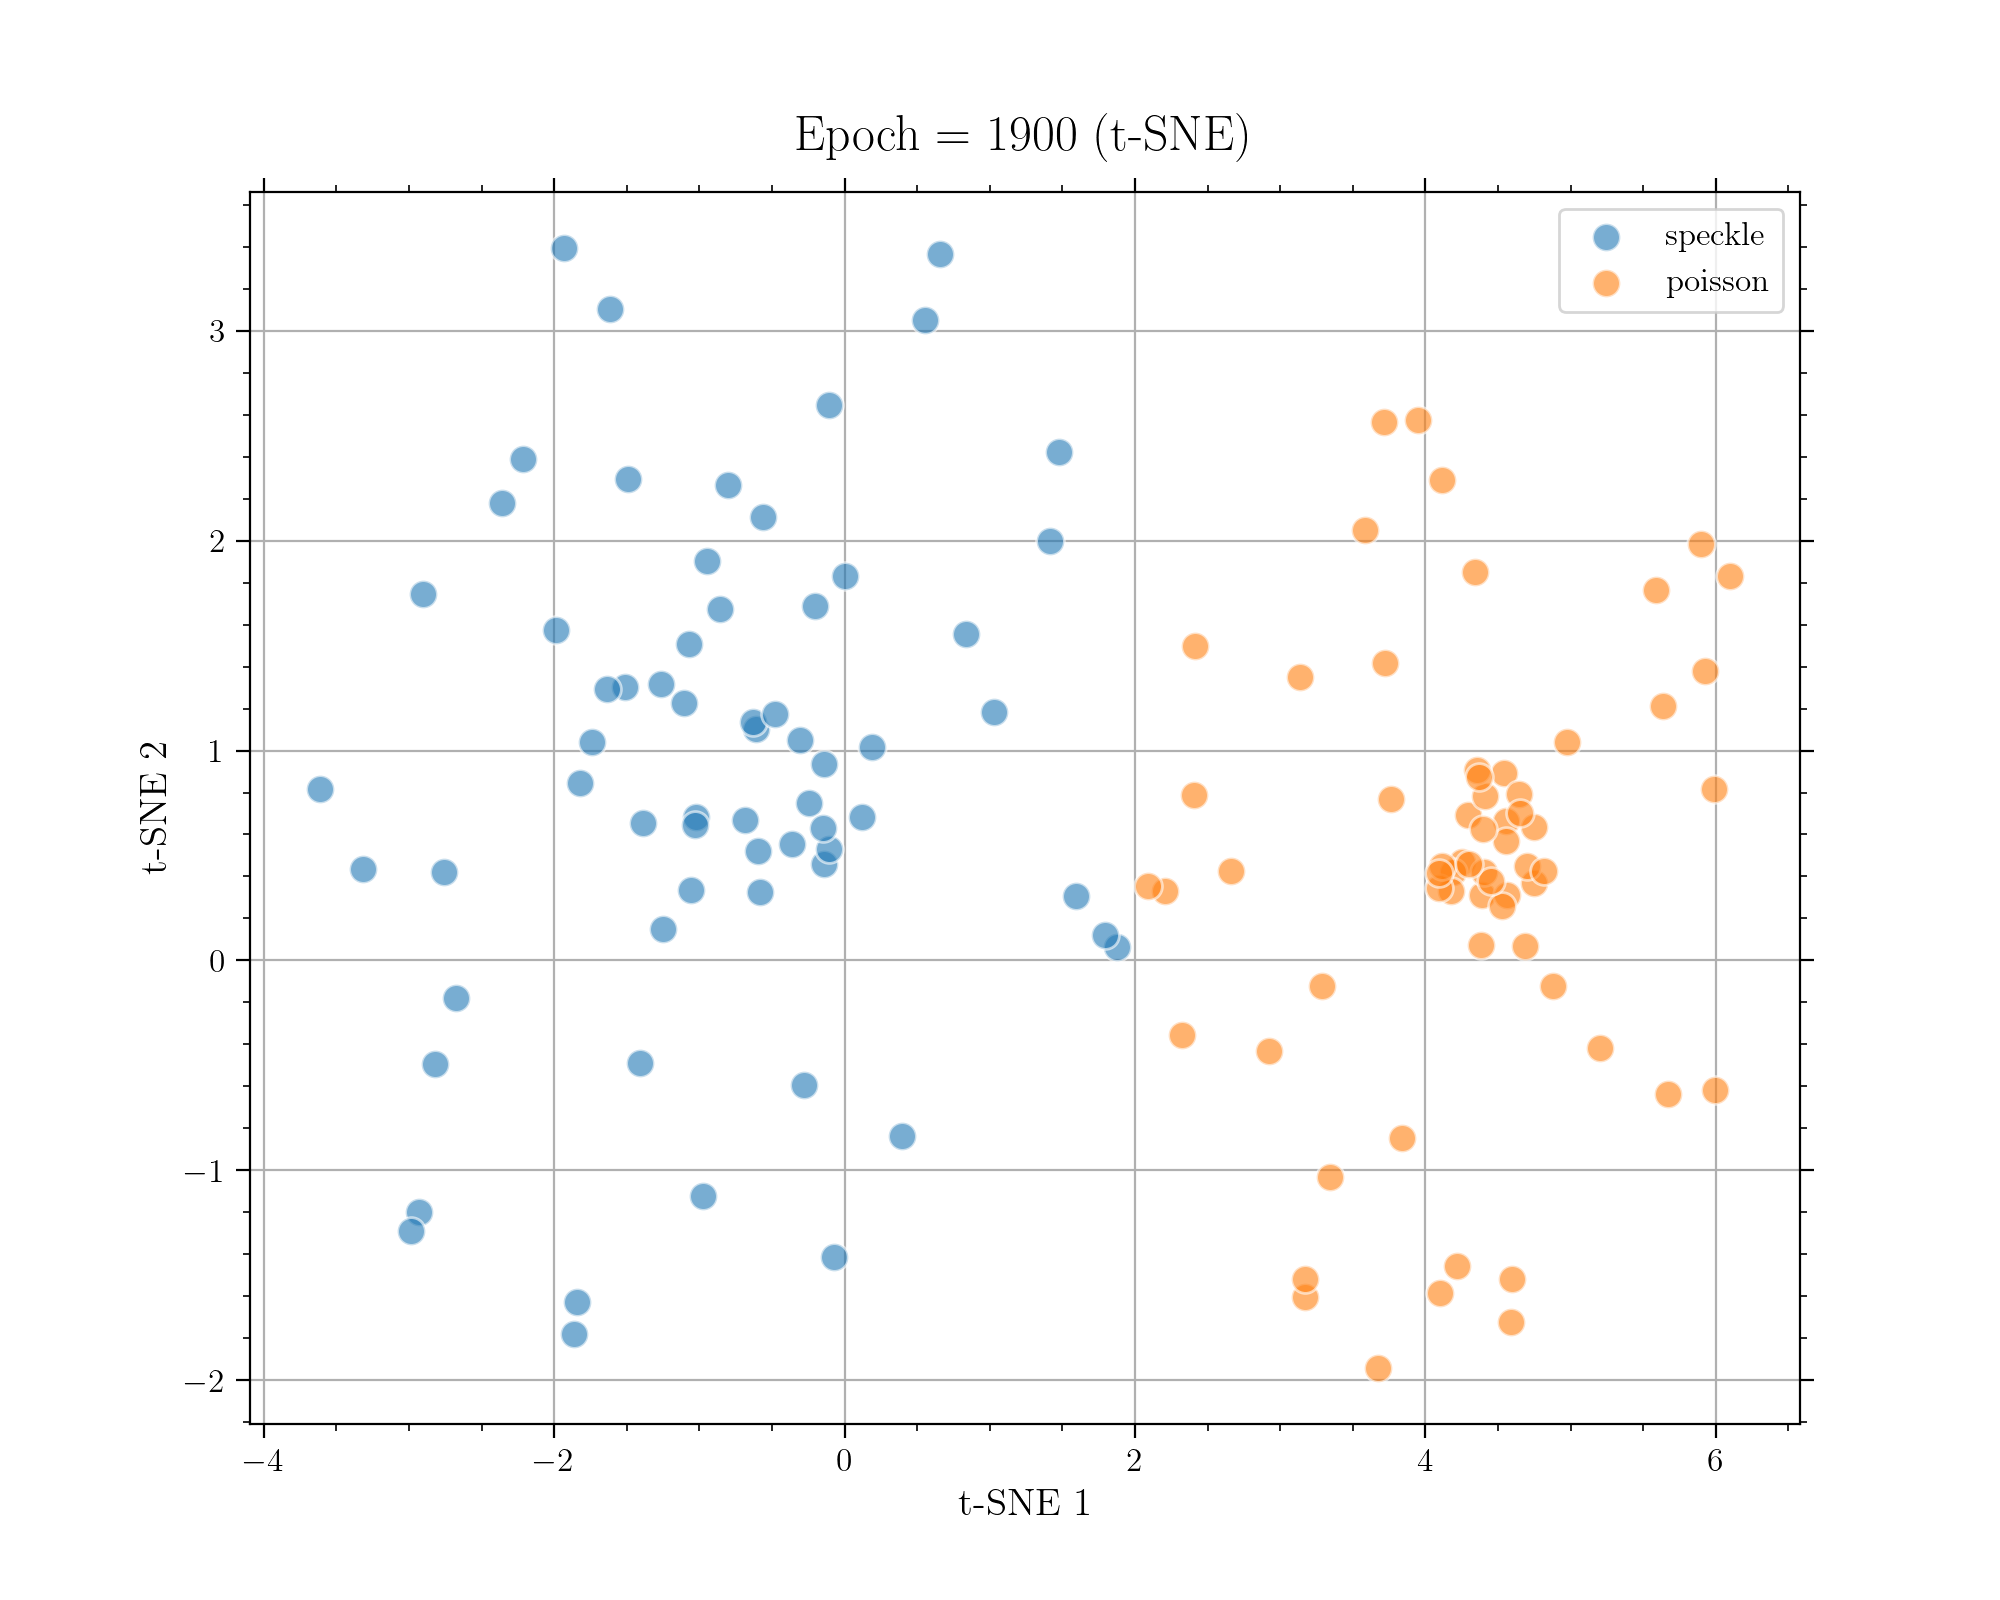 Epoch = 1900 (t-SNE)
speckle
poisson
3
2
1
0
−1
−2
t-SNE 2
−4
−2
0
2
4
6
t-SNE 1